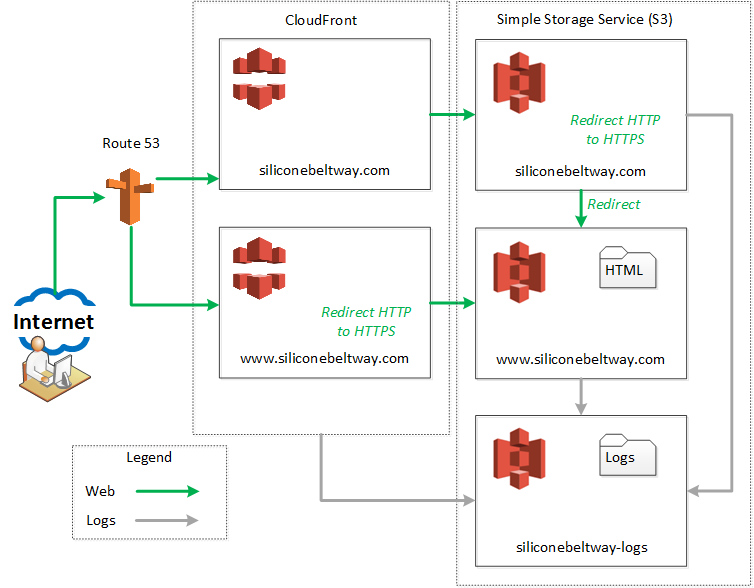 CloudFront
Simple Storage Service (S3)
Redirect HTTP
to HTTPS
siliconebeltway.com
siliconebeltway.com
Route 53
Redirect
HTML
Internet
Redirect HTTP
to HTTPS
www.siliconebeltway.com
www.siliconebeltway.com
Legend
Web
Logs
Logs
siliconebeltway-logs